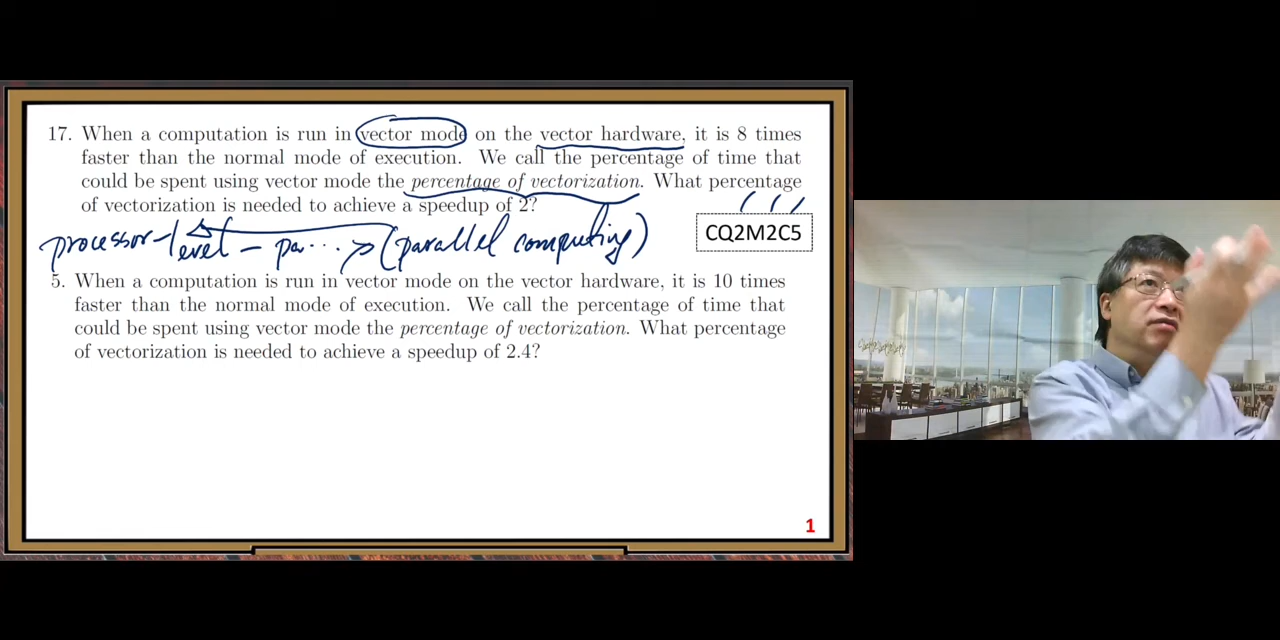 17. When a computation is run in vector mode on the vector hardware, it is 8 times
faster than the normal mode of execution. We call the percentage of time that
could be spent using vector mode the percentage of vectorization. What percentage
of vectorization is needed to achieve a speedup of 2?
CQ2M2C5
processor-level - pa... > (parallel computing)
5. When a computation is run in vector mode on the vector hardware, it is 10 times
faster than the normal mode of execution. We call the percentage of time that
could be spent using vector mode the percentage of vectorization. What percentage
of vectorization is needed to achieve a speedup of 2.4?
1